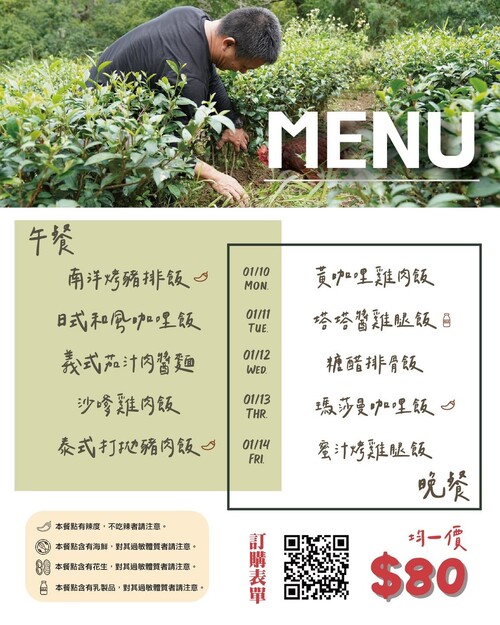 MENU
午餐
南洋烤豬排飯
01/10
MON.
黃咖哩雞肉飯
日式和風咖哩飯
01/11
TUE.
塔塔醬雞腿飯
義式茄汁肉醬麵
01/12
WED.
糖醋排骨飯
沙嗲雞肉飯
01/13
THR.
瑪莎曼咖哩飯
泰式打拋豬肉飯
01/14
FRI.
蜜汁烤雞腿飯
晚餐
本餐點有辣度，不吃辣者請注意。
本餐點含有海鮮，對其過敏體質者請注意。
本餐點含有花生，對其過敏體質者請注意。
本餐點含有乳製品，對其過敏體質者請注意。
訂購表單
均一價
$80